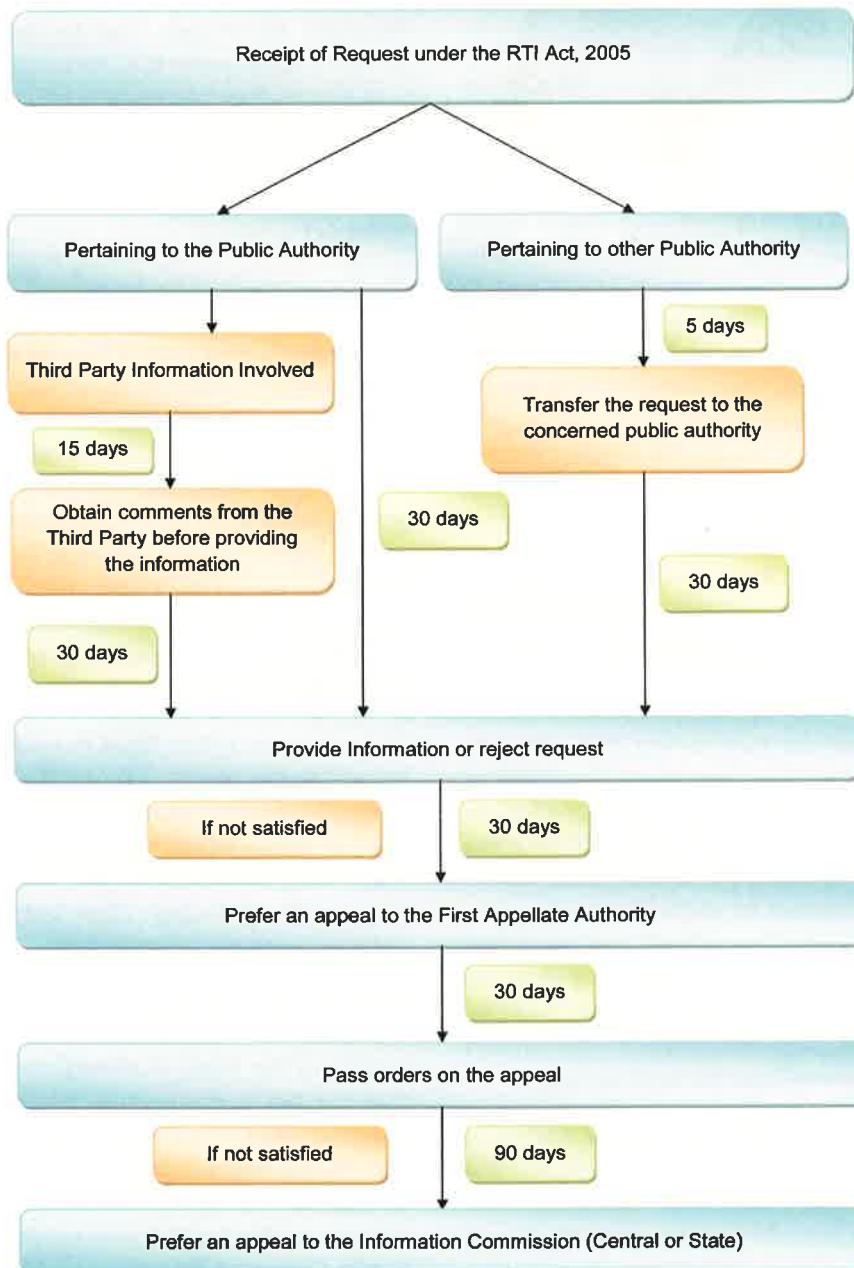 Receipt of Request under the RTI Act, 2005
Pertaining to the Public Authority
Pertaining to other Public Authority
5 days
Third Party Information Involved
Transfer the request to the
concerned public authority
15 days
Obtain comments from the
Third Party before providing
the information
30 days
30 days
30 days
Provide Information or reject request
If not satisfied
30 days
Prefer an appeal to the First Appellate Authority
30 days
Pass orders on the appeal
If not satisfied
90 days
Prefer an appeal to the Information Commission (Central or State)